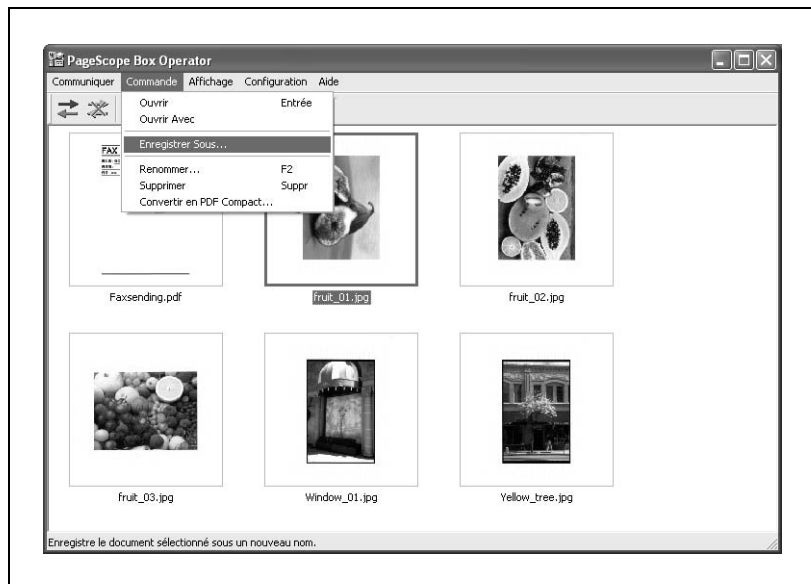 PageScope Box Operator
Communiquer Commande Affichage Configuration Aide
Ouvrir Entrée
Ouvrir Avec
Enregistrer Sous...
Renommer... F2
Supprimer Suppr
Convertir en PDF Compact...
FAX
Faxsending.pdf fruit_01.jpg fruit_02.jpg
fruit_03.jpg Window_01.jpg Yellow_tree.jpg
Enregistre le document sélectionné sous un nouveau nom.